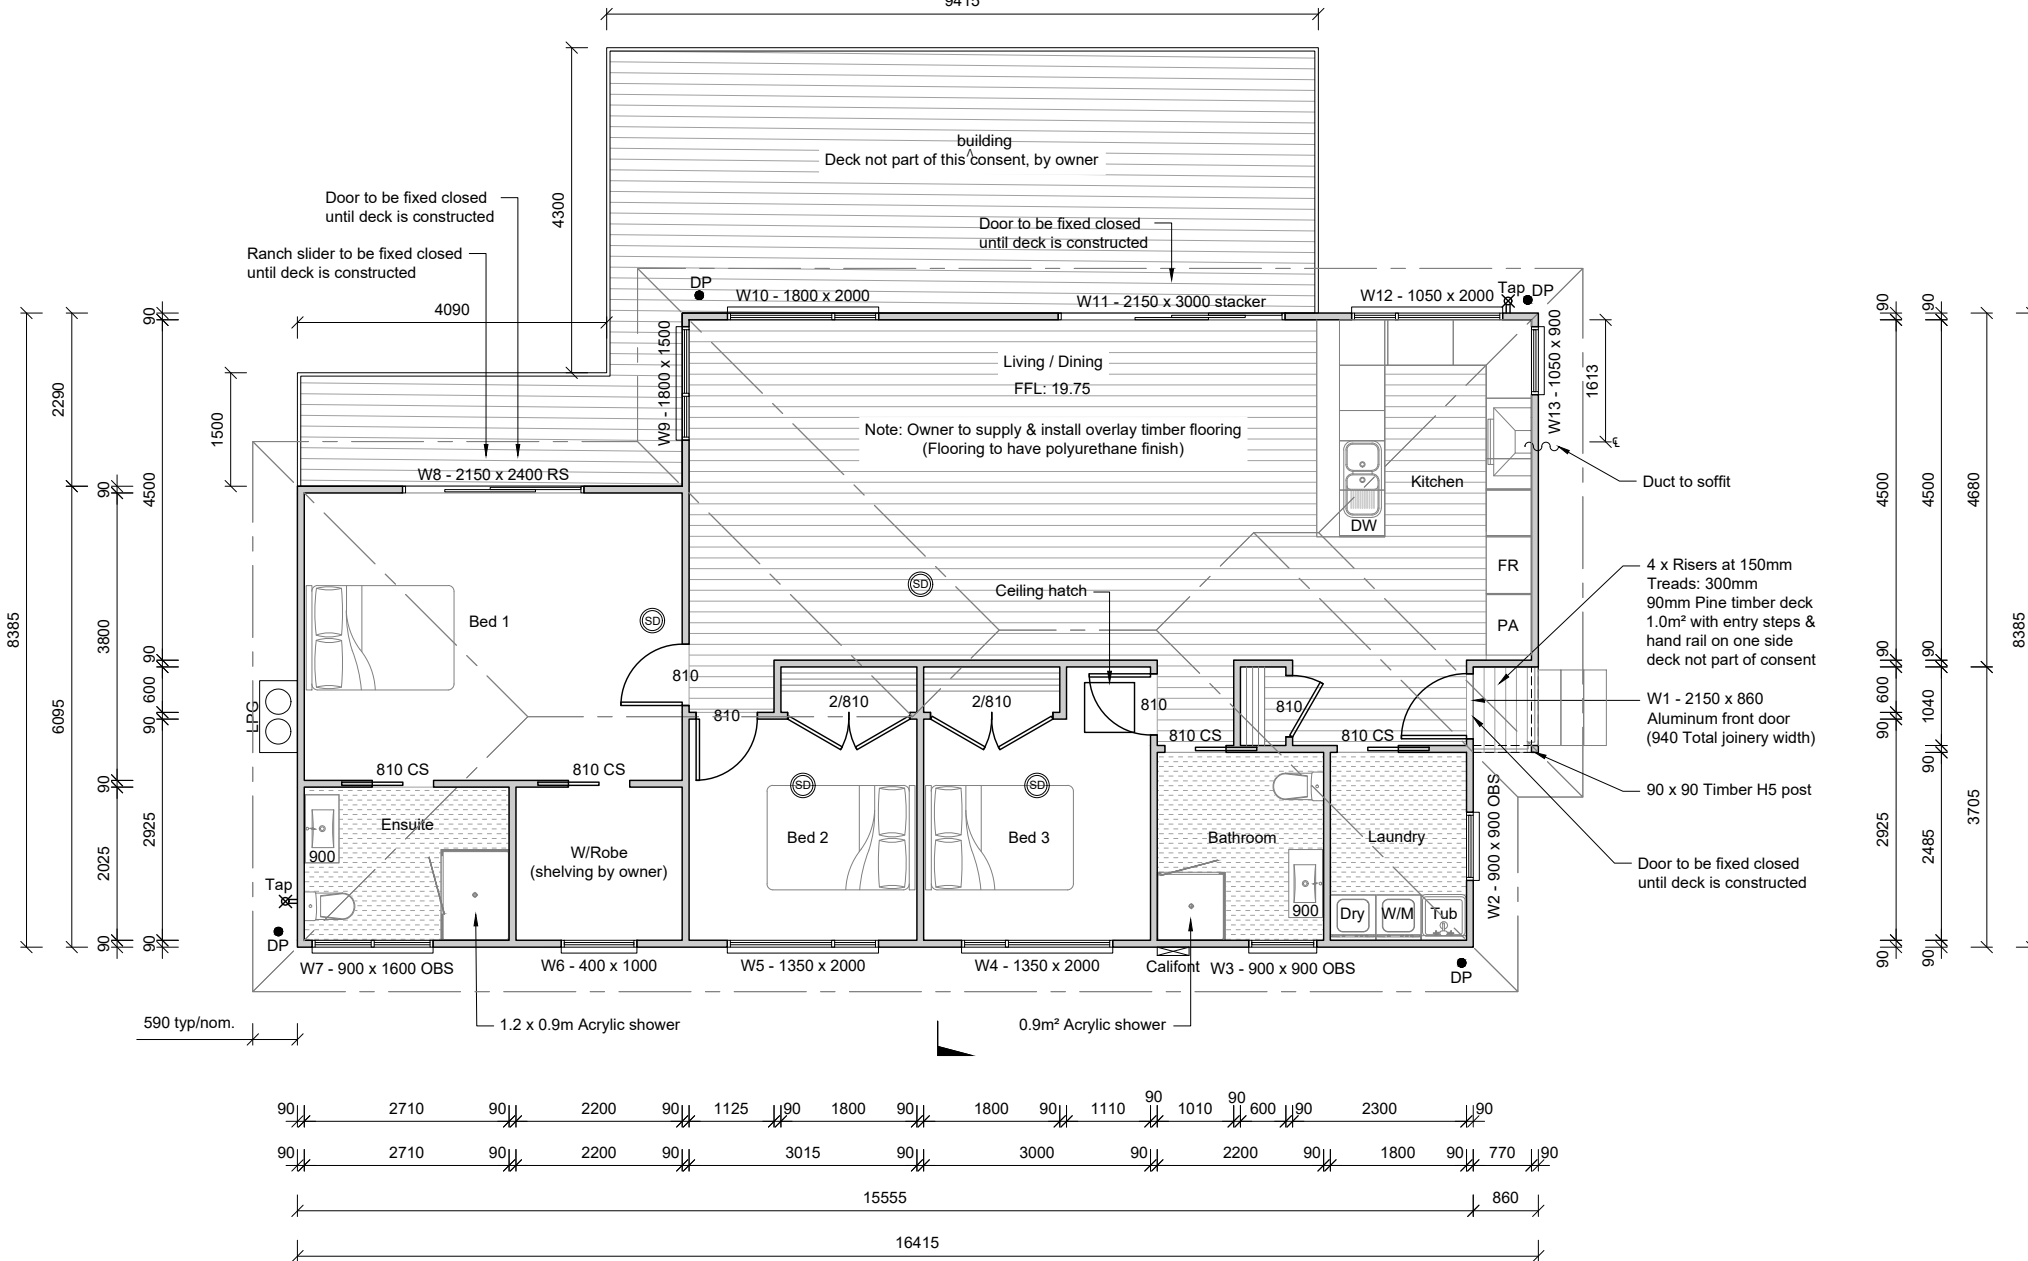 9415
building
^
Deck not part of this consent, by owner
Door to be fixed closed
until deck is constructed
Ranch slider to be fixed closed
until deck is constructed
4300
Door to be fixed closed
until deck is constructed
DP
W10 - 1800 x 2000
W11 - 2150 x 3000 stacker
W12 - 1050 x 2000
Tap
DP
4090
W9 - 1800 x 1500
W13 - 1050 x 900
1613
Living / Dining
FFL: 19.75
Note: Owner to supply & install overlay timber flooring
(Flooring to have polyurethane finish)
1500
W8 - 2150 x 2400 RS
Kitchen
DW
Duct to soffit
FR
PA
SD
SD
Ceiling hatch
Bed 1
4 x Risers at 150mm
Treads: 300mm
90mm Pine timber deck
1.0m² with entry steps &
hand rail on one side
deck not part of consent
810
810
2/810
2/810
810
810
W1 - 2150 x 860
Aluminum front door
(940 Total joinery width)
LPG
810 CS
810 CS
810 CS
810 CS
90 x 90 Timber H5 post
SD
SD
Ensuite
W/Robe
(shelving by owner)
Bed 2
Bed 3
Bathroom
Laundry
W2 - 900 x 900 OBS
Door to be fixed closed
until deck is constructed
900
900
Dry
W/M
Tub
Tap
DP
W7 - 900 x 1600 OBS
W6 - 400 x 1000
W5 - 1350 x 2000
W4 - 1350 x 2000
Califont
W3 - 900 x 900 OBS
DP
590 typ/nom.
1.2 x 0.9m Acrylic shower
0.9m² Acrylic shower
8385
2290
6095
90
3800
90
2025
90
90
4500
90
600
90
2925
90
90
4500
90
600
90
2925
90
90
4500
90
1040
90
2485
90
4680
3705
8385
90
2710
90
2200
90
1125
90
1800
90
1800
90
1110
90
1010
90
600
90
2300
90
90
2710
90
2200
90
3015
90
3000
90
2200
90
1800
90
770
90
15555
860
16415